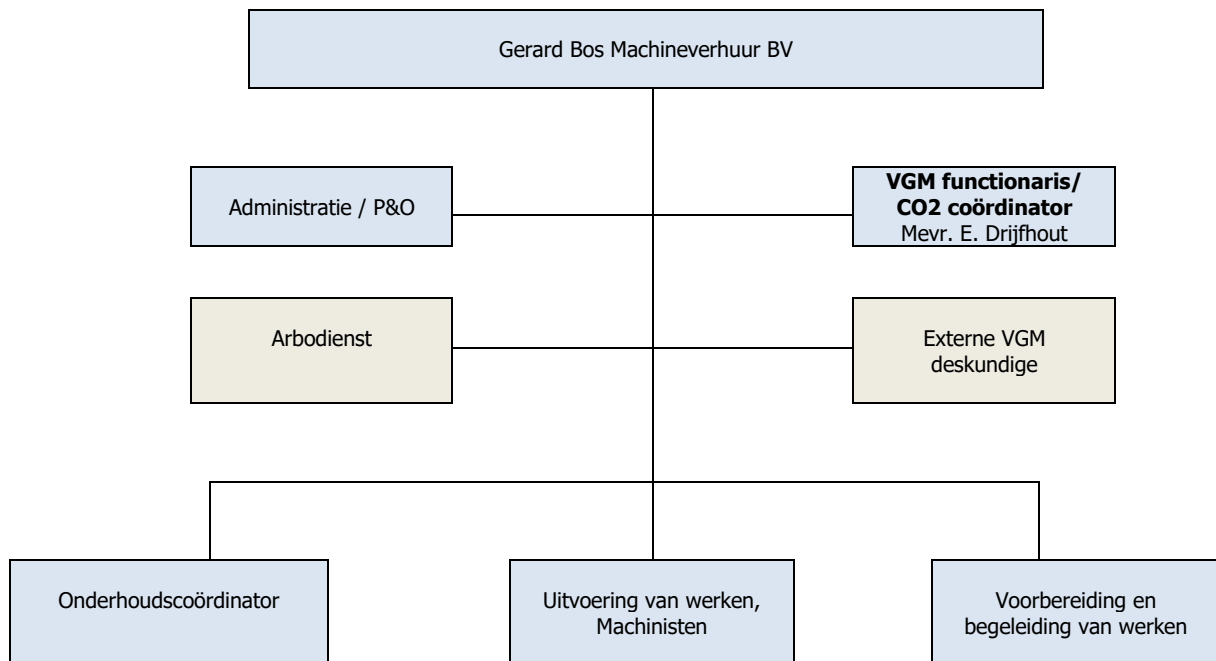 Gerard Bos Machineverhuur BV
Administratie / P&O
VGM functionaris/
CO2 coördinator
Mevr. E. Drijfhout
Arbodienst
Externe VGM
deskundige
Onderhoudscoördinator
Uitvoering van werken,
Machinisten
Voorbereiding en
begeleiding van werken